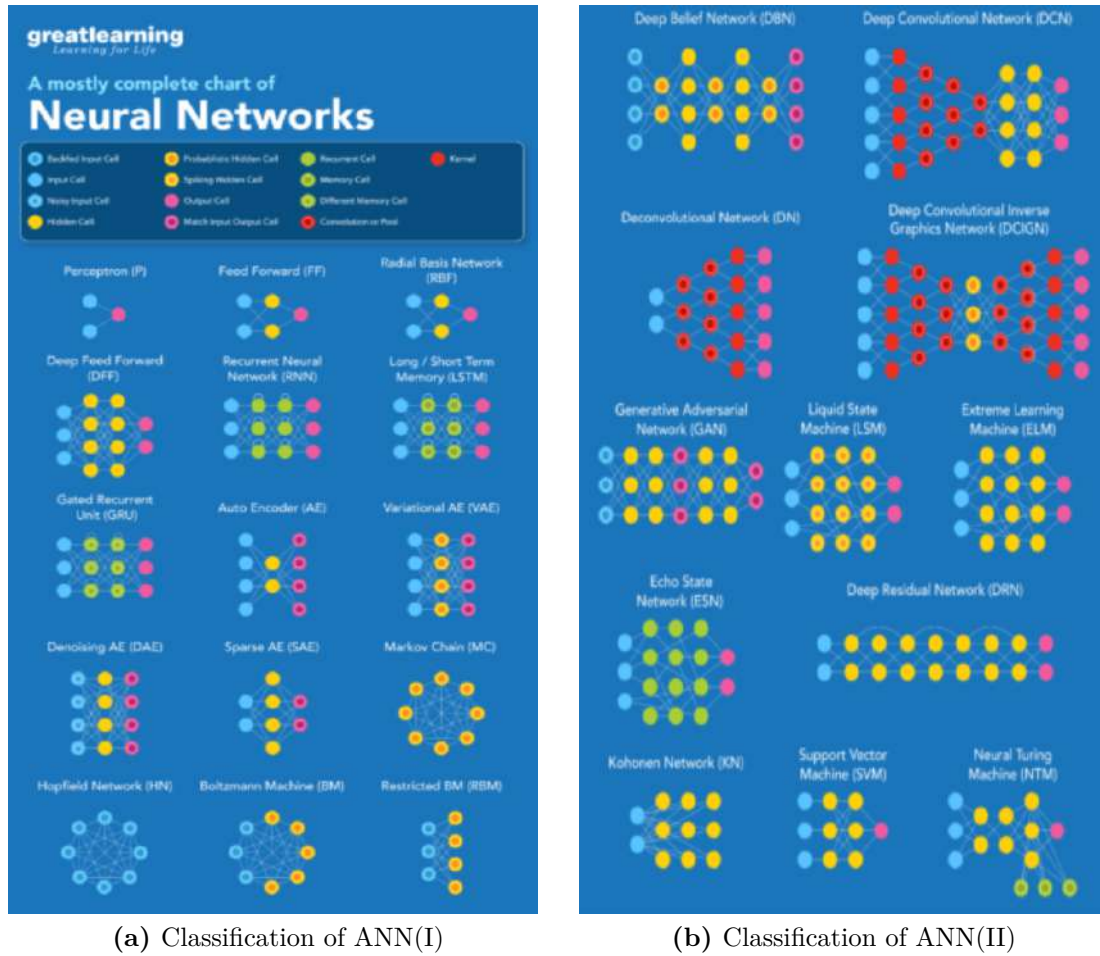 greatlearning
Learning for Life
A mostly complete chart of
Neural Networks
Backfed Input Cell
Input Cell
Noisy Input Cell
Hidden Cell
Probablistic Hidden Cell
Spiking Hidden Cell
Output Cell
Match Input Output Cell
Recurrent Cell
Memory Cell
Different Memory Cell
Convolution or Pool
Kernel
Perceptron (P)
Feed Forward (FF)
Radial Basis Network
(RBF)
Deep Feed Forward
(DFF)
Recurrent Neural
Network (RNN)
Long / Short Term
Memory (LSTM)
Gated Recurrent
Unit (GRU)
Auto Encoder (AE)
Variational AE (VAE)
Denoising AE (DAE)
Sparse AE (SAE)
Markov Chain (MC)
Hopfield Network (HN)
Boltzmann Machine (BM)
Restricted BM (RBM)
(a) Classification of ANN(I)
Deep Belief Network (DBN)
Deep Convolutional Network (DCN)
Deconvolutional Network (DN)
Deep Convolutional Inverse
Graphics Network (DCIGN)
Generative Adversarial
Network (GAN)
Liquid State
Machine (LSM)
Extreme Learning
Machine (ELM)
Echo State
Network (ESN)
Deep Residual Network (DRN)
Kohonen Network (KN)
Support Vector
Machine (SVM)
Neural Turing
Machine (NTM)
(b) Classification of ANN(II)